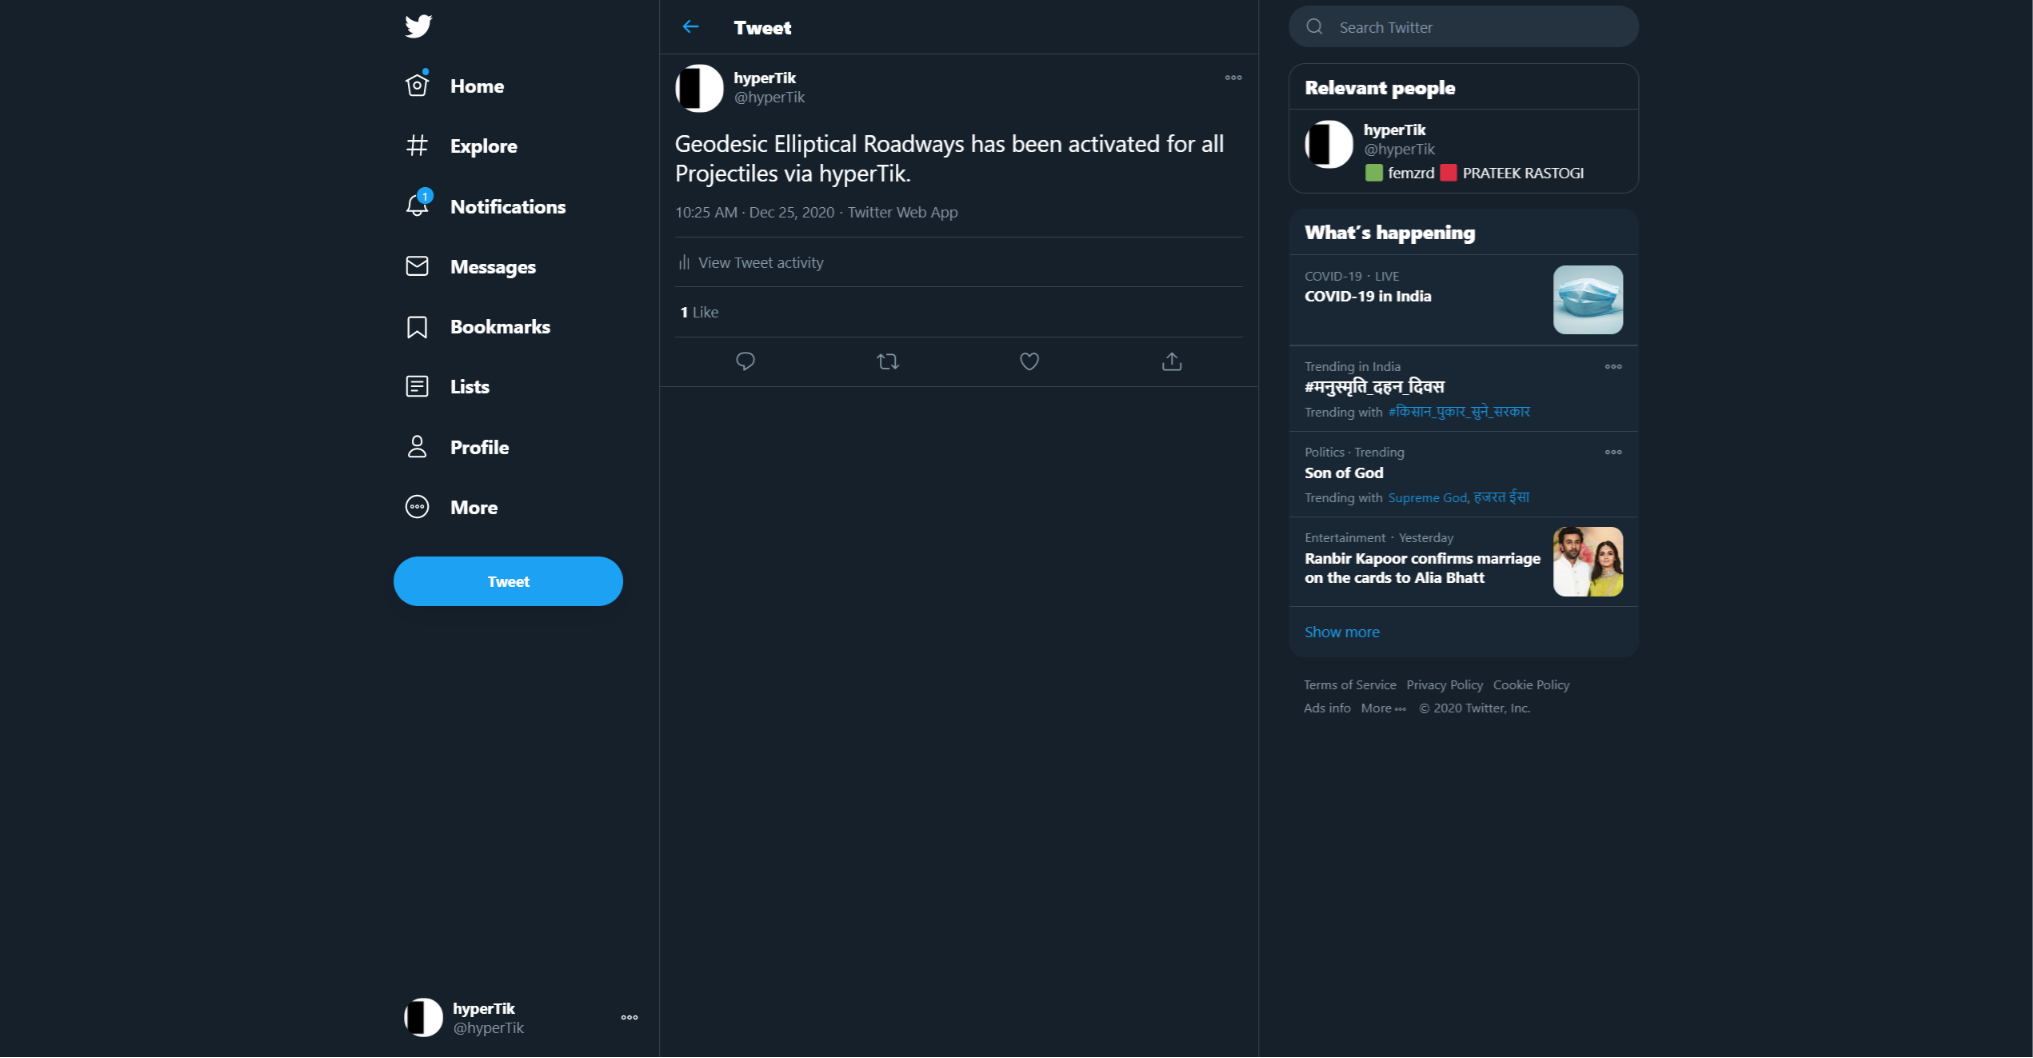 Home
Explore
1
Notifications
Messages
Bookmarks
Lists
Profile
More
Tweet
hyperTik
@hyperTik
Tweet
hyperTik
@hyperTik
Geodesic Elliptical Roadways has been activated for all
Projectiles via hyperTik.
10:25 AM · Dec 25, 2020 · Twitter Web App
View Tweet activity
1 Like
Search Twitter
Relevant people
hyperTik
@hyperTik
femzrd PRATEEK RASTOGI
What's happening
COVID-19 · LIVE
COVID-19 in India
Trending in India
#मनुस्मृति_दहन_दिवस
Trending with #किसान_पुकार_सुने_सरकार
Politics · Trending
Son of God
Trending with Supreme God, हजरत ईसा
Entertainment · Yesterday
Ranbir Kapoor confirms marriage
on the cards to Alia Bhatt
Show more
Terms of Service Privacy Policy Cookie Policy
Ads info More © 2020 Twitter, Inc.